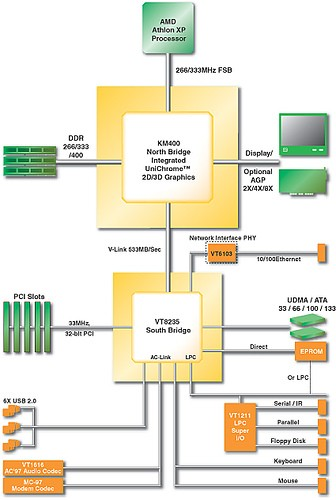 AMD
Athlon XP
Processor
266/333MHz FSB
KM400
North Bridge
Integrated
UniChrome™
2D/3D Graphics
DDR
266/333
/400
Display/
Optional
AGP
2X/4X/8X
V-Link 533MB/Sec
Network Interface PHY
VT6103
10/100Ethernet
PCI Slots
33MHz,
32-bit PCI
VT8235
South Bridge
AC-Link
LPC
UDMA / ATA
33 / 66 / 100 / 133
Direct
EPROM
Or LPC
6X USB 2.0
VT1211
LPC
Super
I/O
Serial / IR
Parallel
Floppy Disk
VT1616
AC'97 Audio Codec
MC-97
Modem Codec
Keyboard
Mouse